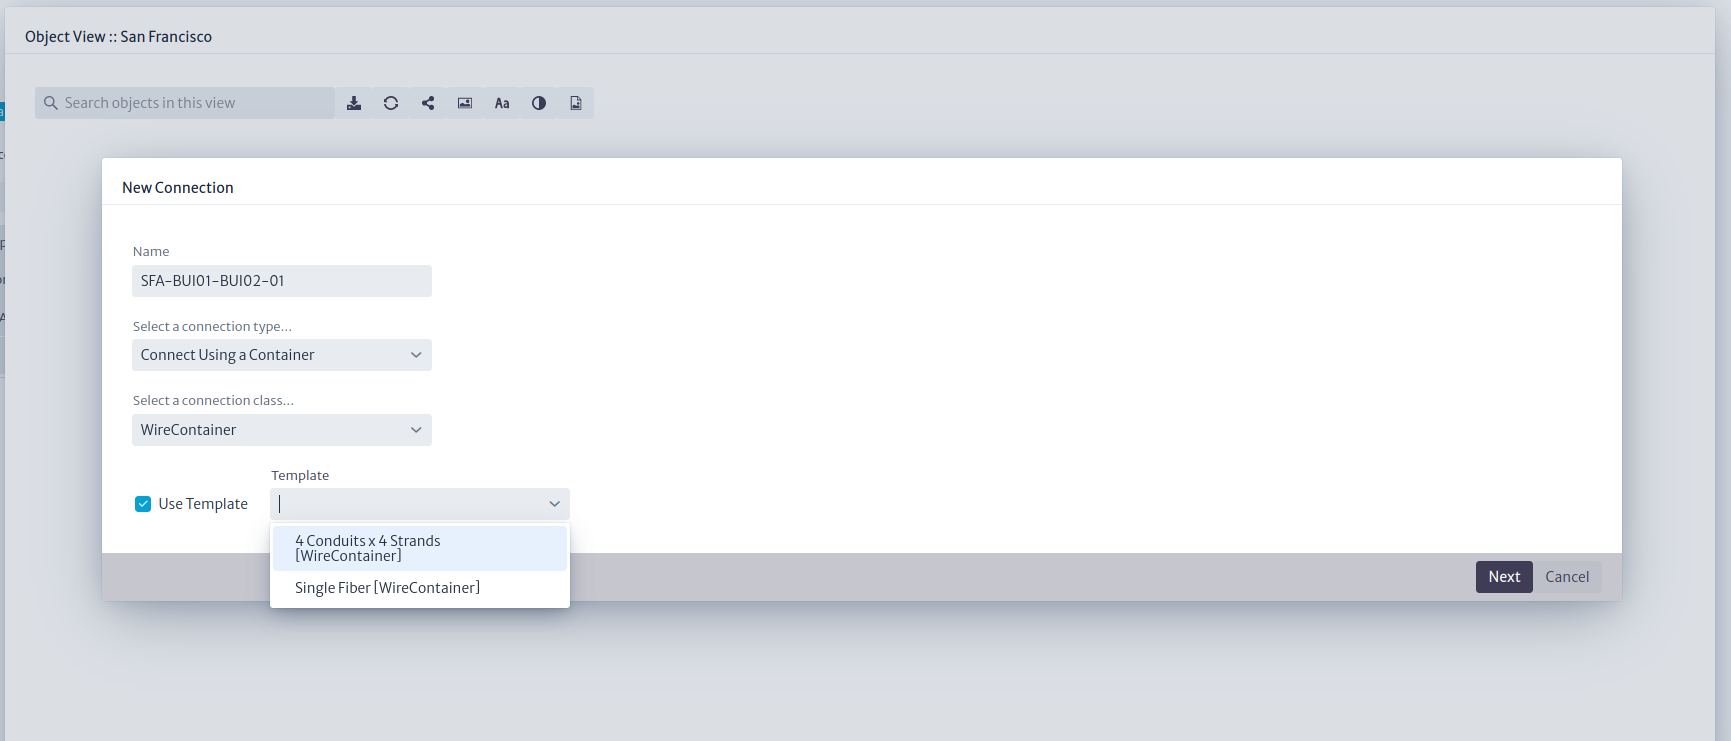 Object View :: San Francisco
Search objects in this view
Aa
New Connection
Name
SFA-BUI01-BUI02-01
Select a connection type...
Connect Using a Container
Select a connection class...
WireContainer
Template
Use Template
4 Conduits x 4 Strands
[WireContainer]
Single Fiber [WireContainer]
Next
Cancel